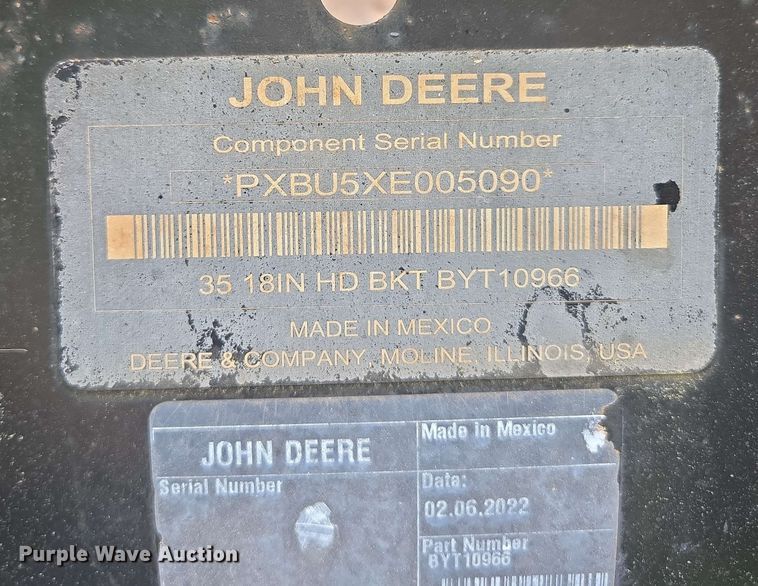 JOHN DEERE
Component Serial Number
*PXBU5XE005090*
35 18IN HD BKT BYT10966
MADE IN MEXICO
DEERE & COMPANY, MOLINE, ILLINOIS, USA
JOHN DEERE
Serial Number
Made in Mexico
Date:
02.06.2022
Part Number
BYT10966
Purple Wave Auction